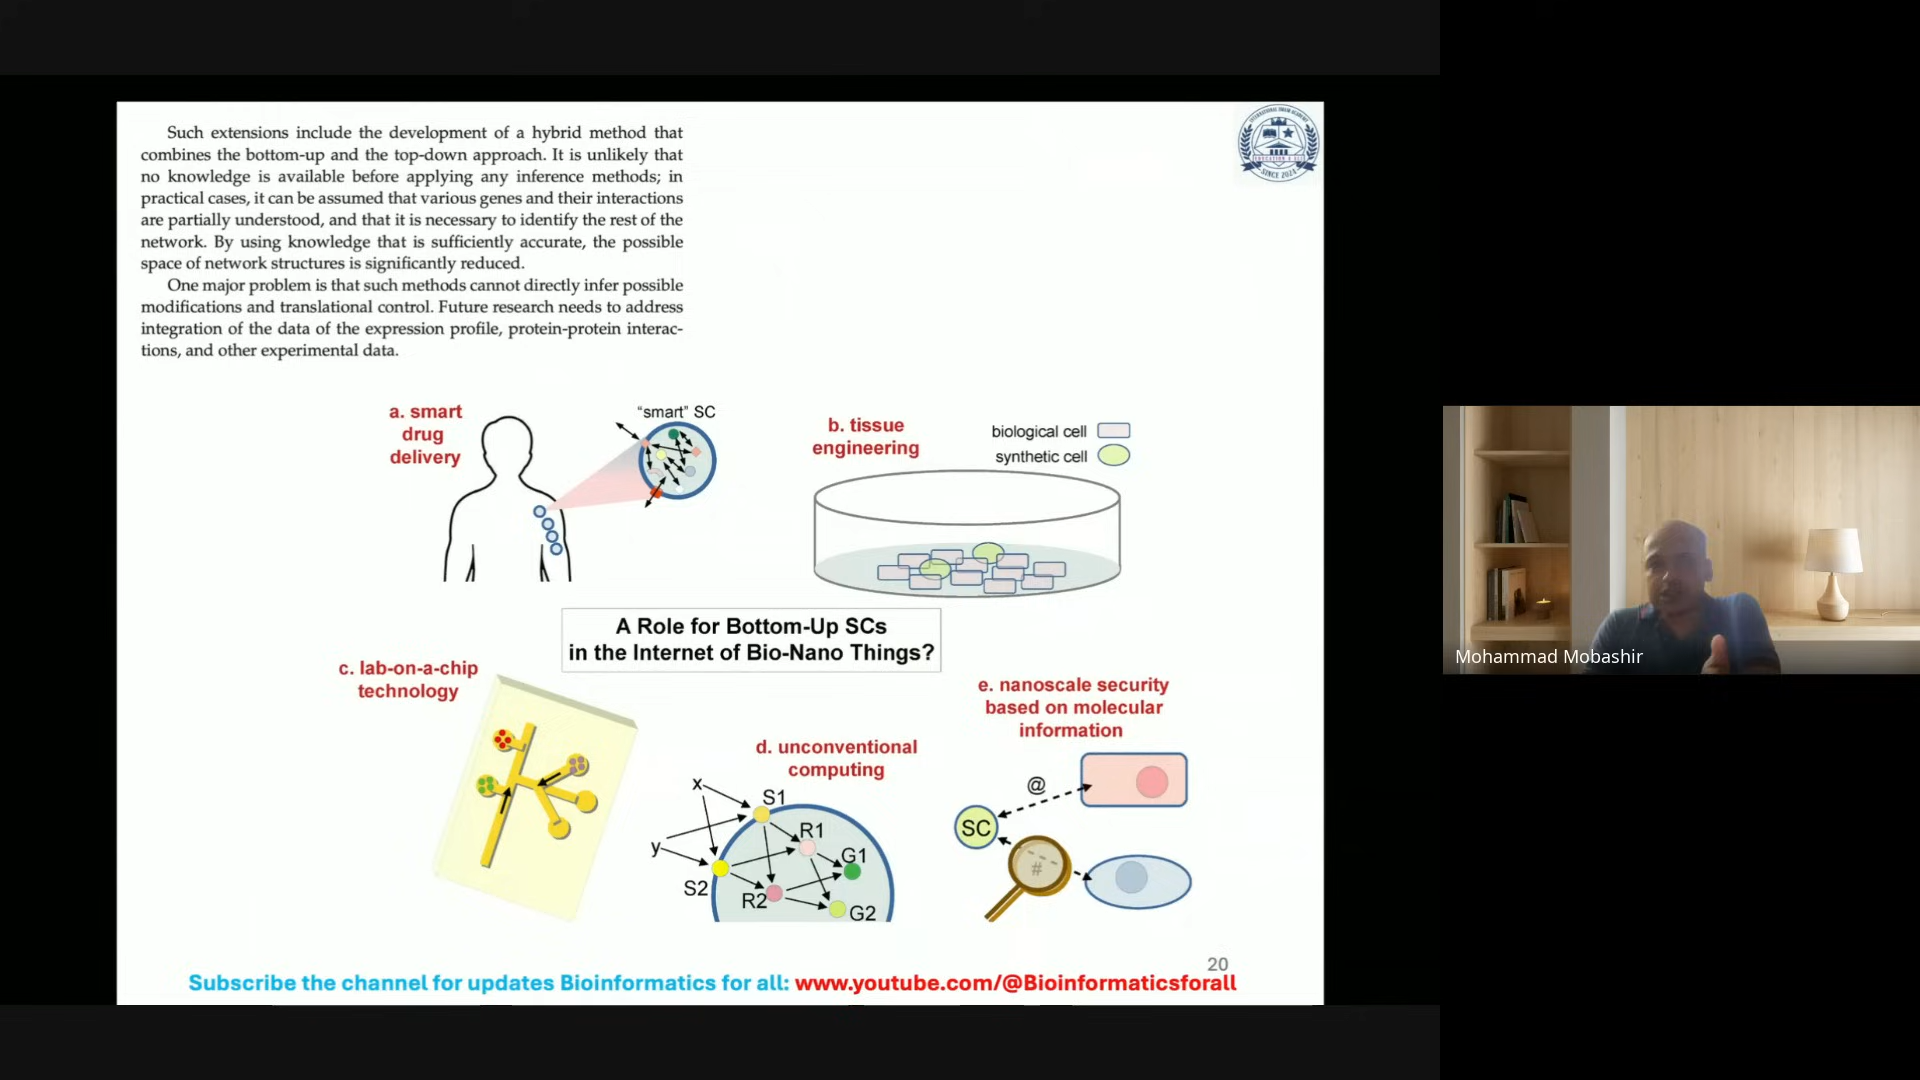 Such extensions include the development of a hybrid method that
combines the bottom-up and the top-down approach. It is unlikely that
no knowledge is available before applying any inference methods; in
practical cases, it can be assumed that various genes and their interactions
are partially understood, and that it is necessary to identify the rest of the
network. By using knowledge that is sufficiently accurate, the possible
space of network structures is significantly reduced.
One major problem is that such methods cannot directly infer possible
modifications and translational control. Future research needs to address
integration of the data of the expression profile, protein-protein interac-
tions, and other experimental data.
SINCE 2021
a. smart
drug
delivery
"smart" SC
b. tissue
engineering
biological cell
synthetic cell
A Role for Bottom-Up SCs
in the Internet of Bio-Nano Things?
c. lab-on-a-chip
technology
d. unconventional
computing
x
y
S1
S2
R1
R2
G1
G2
e. nanoscale security
based on molecular
information
@
SC
#
20
Subscribe the channel for updates Bioinformatics for all: www.youtube.com/@Bioinformaticsforall
Mohammad Mobashir